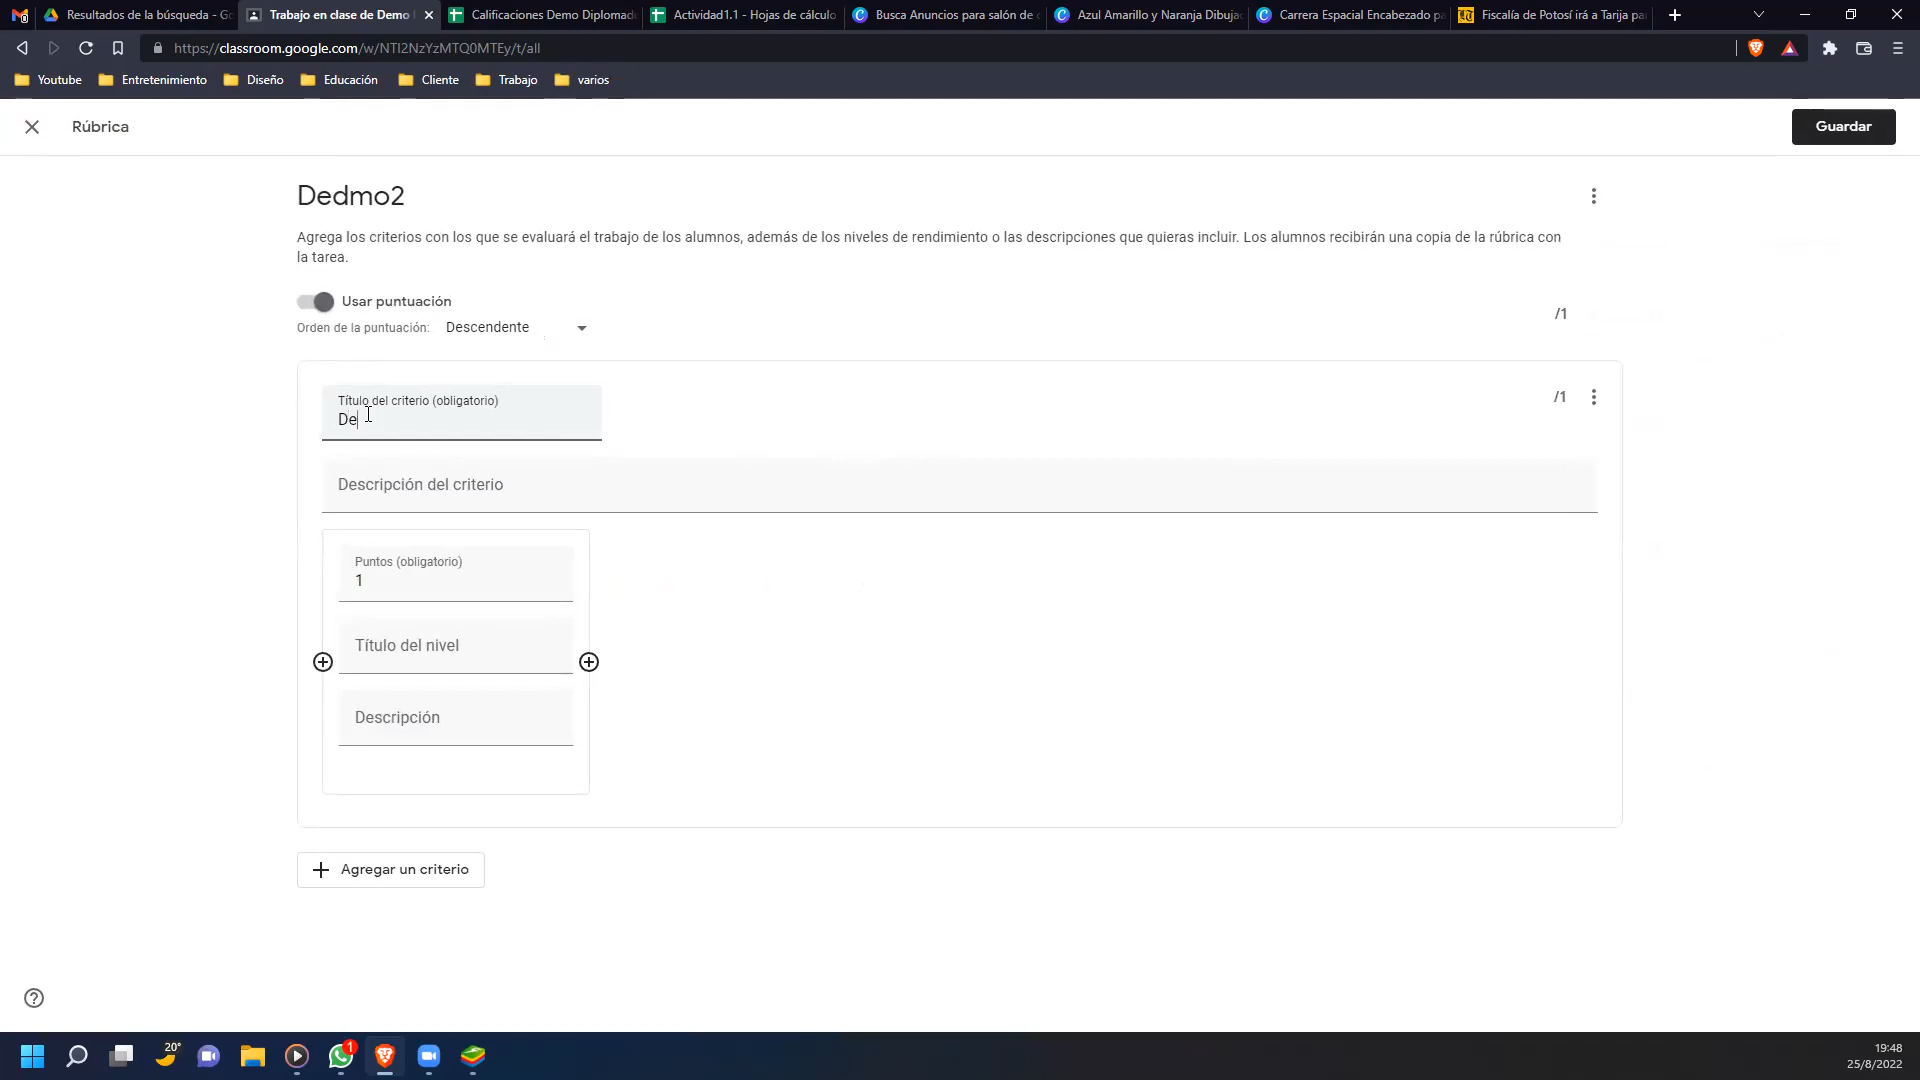 Resultados de la búsqueda - Go
Trabajo en clase de Demo
Calificaciones Demo Diplomad
Actividad1.1 - Hojas de cálculo
Busca Anuncios para salón de c
Azul Amarillo y Naranja Dibujad
Carrera Espacial Encabezado pa
Fiscalía de Potosí irá a Tarija pa
https://classroom.google.com/w/NTI2NzYzMTQ0MTEy/t/all
Youtube
Entretenimiento
Diseño
Educación
Cliente
Trabajo
varios
Rúbrica
Guardar
Dedmo2
Agrega los criterios con los que se evaluará el trabajo de los alumnos, además de los niveles de rendimiento o las descripciones que quieras incluir. Los alumnos recibirán una copia de la rúbrica con
la tarea.
Usar puntuación
/1
Orden de la puntuación: Descendente
Título del criterio (obligatorio)
/1
De
Descripción del criterio
Puntos (obligatorio)
1
Título del nivel
Descripción
Agregar un criterio
20°
1
19:48
25/8/2022